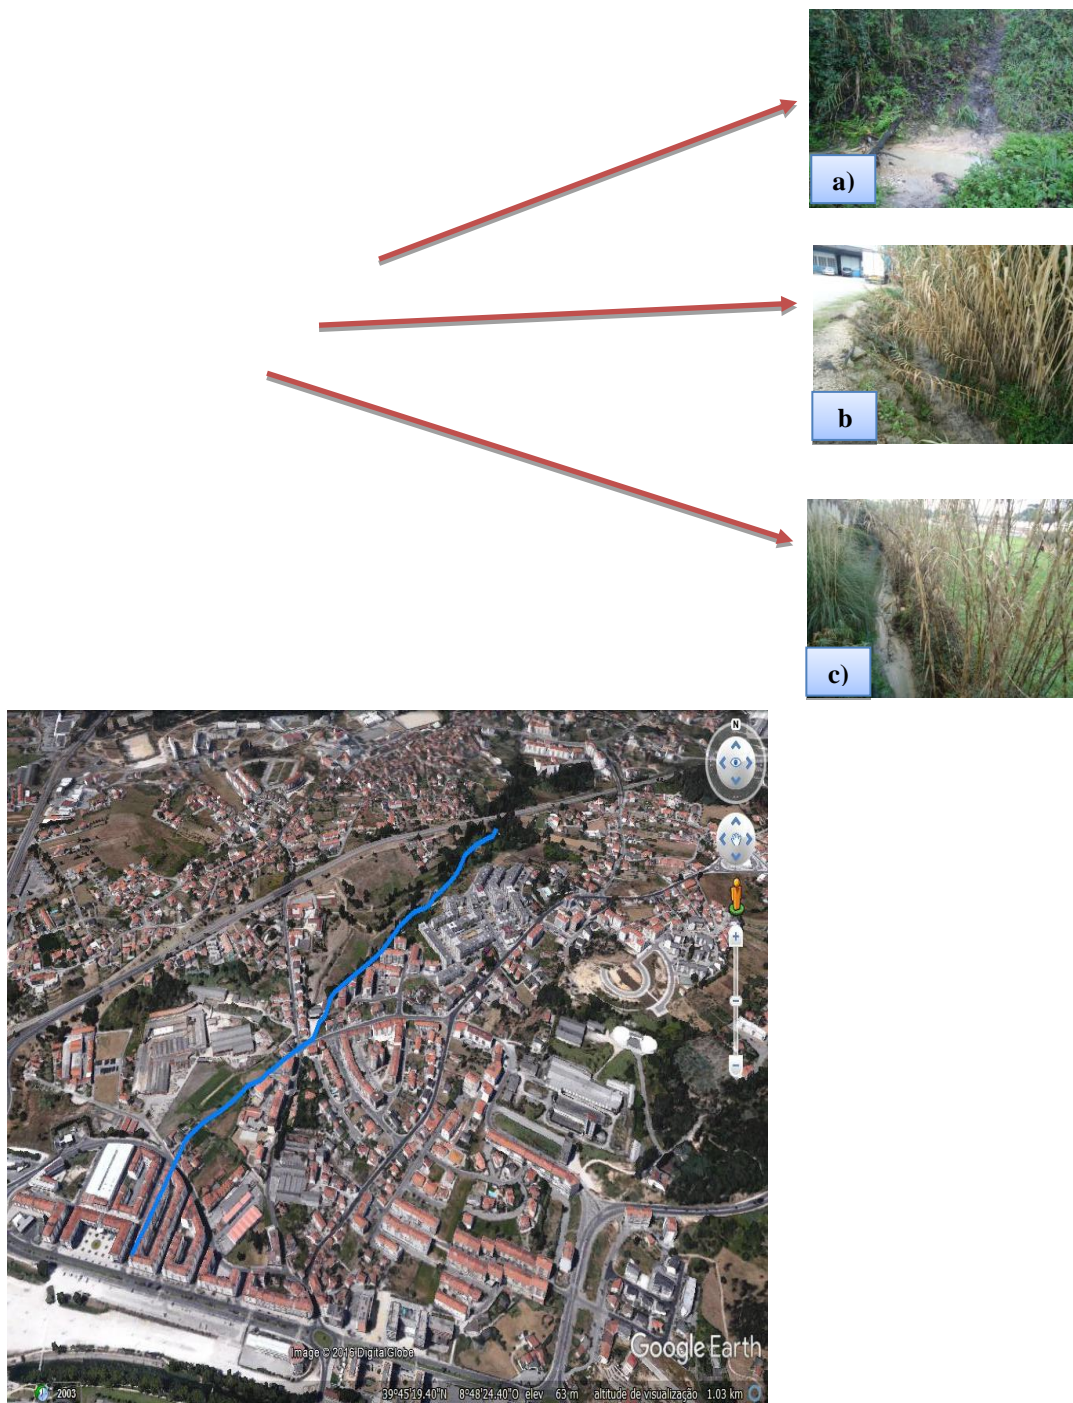 a)
b
c)
N
Google Earth
Image © 2016 DigitalGlobe
2003
39°45'19.40"N 8°48'24.40"O elev 63 m altitude de visualização 1.03 km